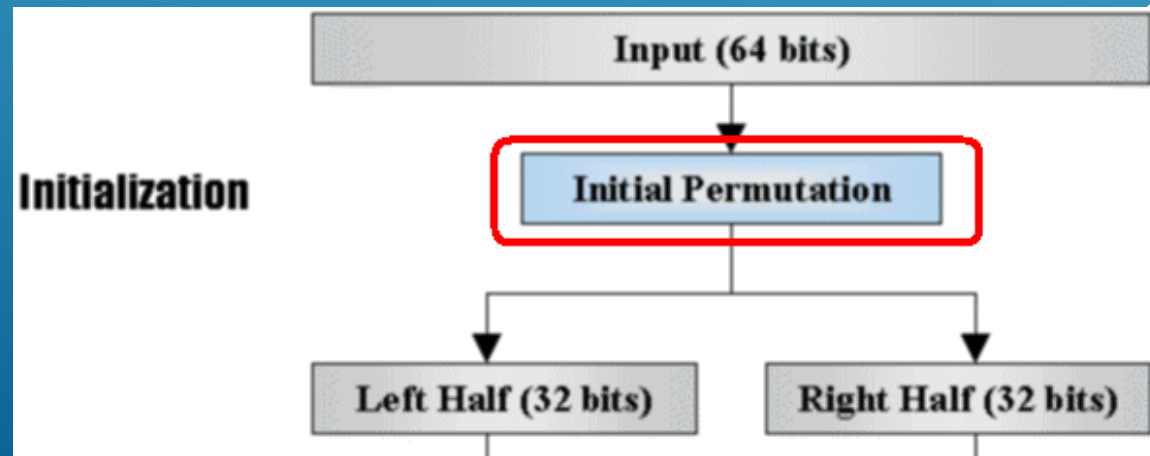 Input (64 bits)
Initialization
Initial Permutation
Left Half (32 bits)
Right Half (32 bits)